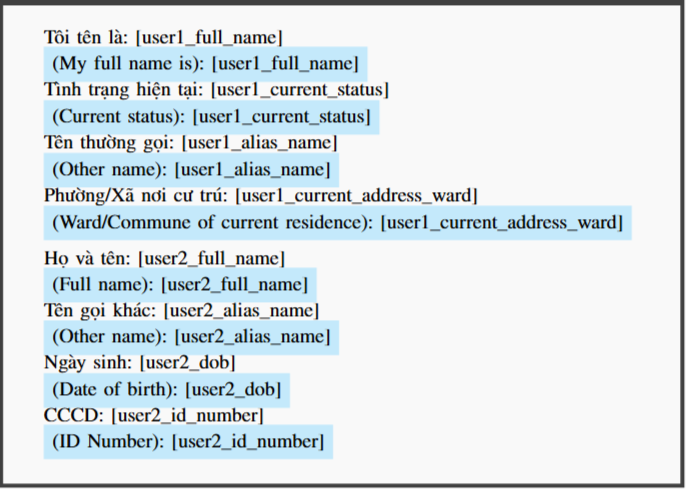 Tôi tên là: [user1_full_name]
(My full name is): [user1_full_name]
Tình trạng hiện tại: [user1_current_status]
(Current status): [user1_current_status]
Tên thường gọi: [user1_alias_name]
(Other name): [user1_alias_name]
Phường/Xã nơi cư trú: [user1_current_address_ward]
(Ward/Commune of current residence): [user1_current_address_ward]
Họ và tên: [user2_full_name]
(Full name): [user2_full_name]
Tên gọi khác: [user2_alias_name]
(Other name): [user2_alias_name]
Ngày sinh: [user2_dob]
(Date of birth): [user2_dob]
CCCD: [user2_id_number]
(ID Number): [user2_id_number]